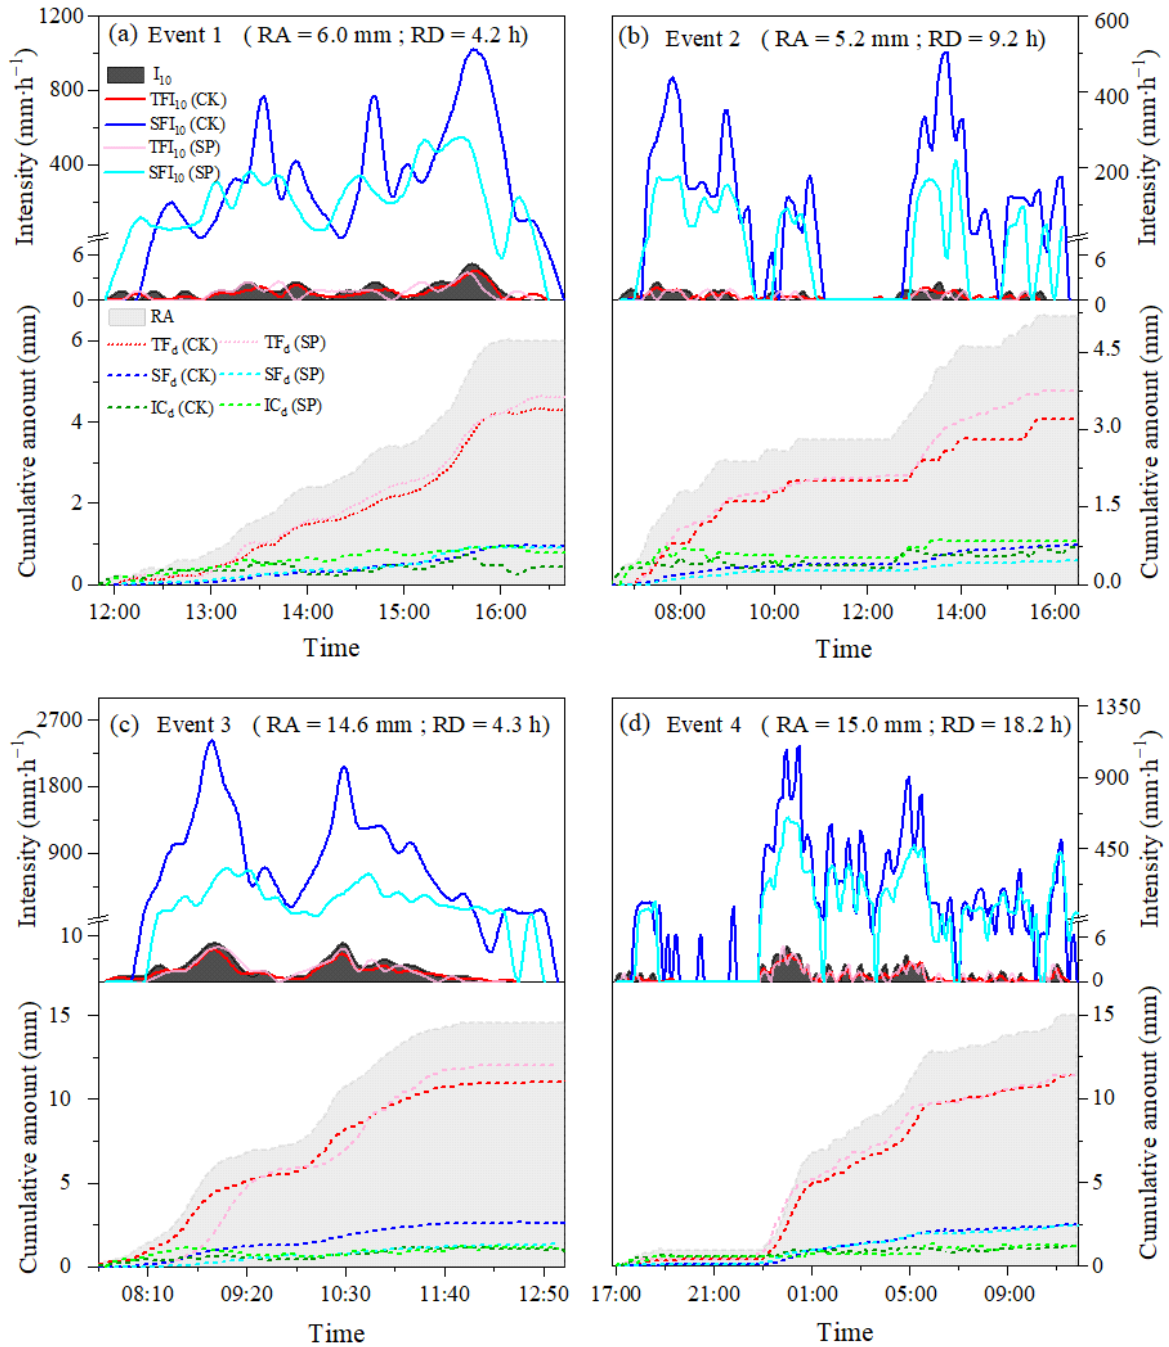 (a) Event 1 ( RA = 6.0 mm ; RD = 4.2 h)
I₁₀
TFI₁₀ (CK)
SFI₁₀ (CK)
TFI₁₀ (SP)
SFI₁₀ (SP)
1200
800
400
6
0
Intensity (mm·h⁻¹)
RA
TF_d (CK) TF_d (SP)
SF_d (CK) SF_d (SP)
IC_d (CK) IC_d (SP)
6
4
2
0
Cumulative amount (mm)
12:00 13:00 14:00 15:00 16:00
Time
(b) Event 2 ( RA = 5.2 mm ; RD = 9.2 h)
600
400
200
6
0
Intensity (mm·h⁻¹)
4.5
3.0
1.5
0.0
Cumulative amount (mm)
08:00 10:00 12:00 14:00 16:00
Time
(c) Event 3 ( RA = 14.6 mm ; RD = 4.3 h)
2700
1800
900
10
Intensity (mm·h⁻¹)
15
10
5
0
Cumulative amount (mm)
08:10 09:20 10:30 11:40 12:50
Time
(d) Event 4 ( RA = 15.0 mm ; RD = 18.2 h)
1350
900
450
6
0
Intensity (mm·h⁻¹)
15
10
5
0
Cumulative amount (mm)
17:00 21:00 01:00 05:00 09:00
Time